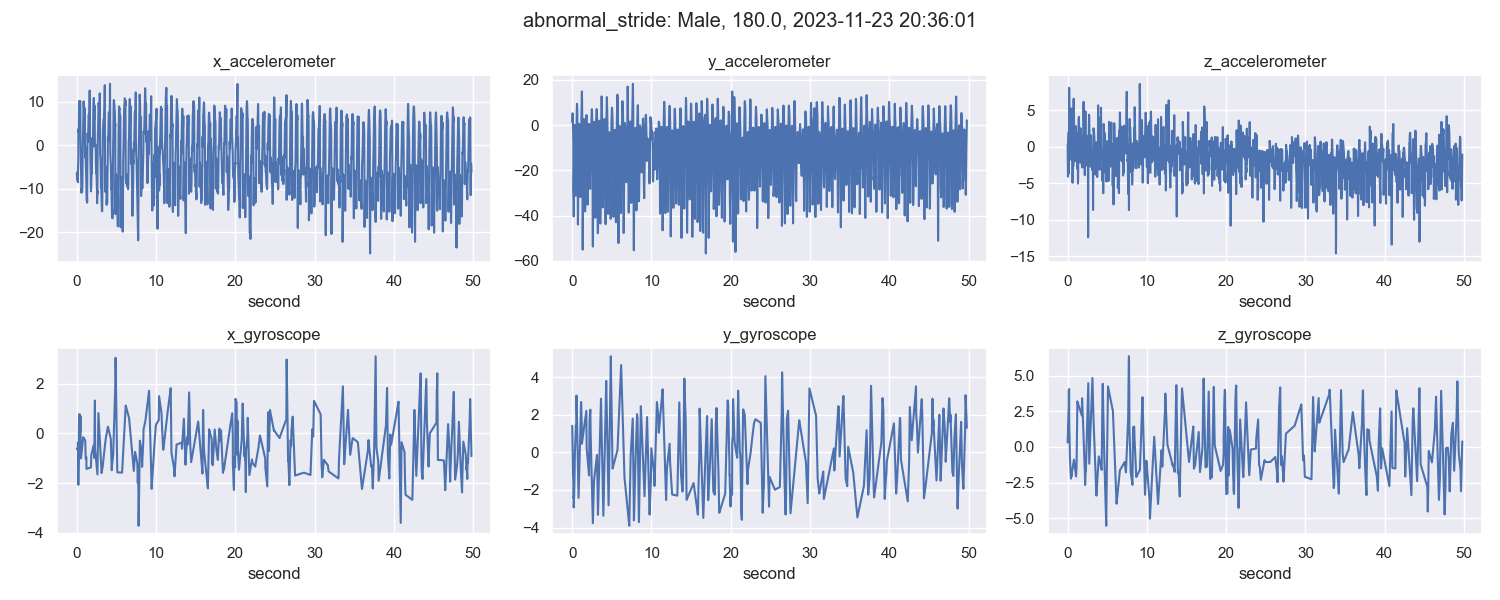 abnormal_stride: Male, 180.0, 2023-11-23 20:36:01
x_accelerometer
10
0
−10
−20
0 10 20 30 40 50
second
y_accelerometer
20
0
−20
−40
−60
0 10 20 30 40 50
second
z_accelerometer
5
0
−5
−10
−15
0 10 20 30 40 50
second
x_gyroscope
2
0
−2
−4
0 10 20 30 40 50
second
y_gyroscope
4
2
0
−2
−4
0 10 20 30 40 50
second
z_gyroscope
5.0
2.5
0.0
−2.5
−5.0
0 10 20 30 40 50
second